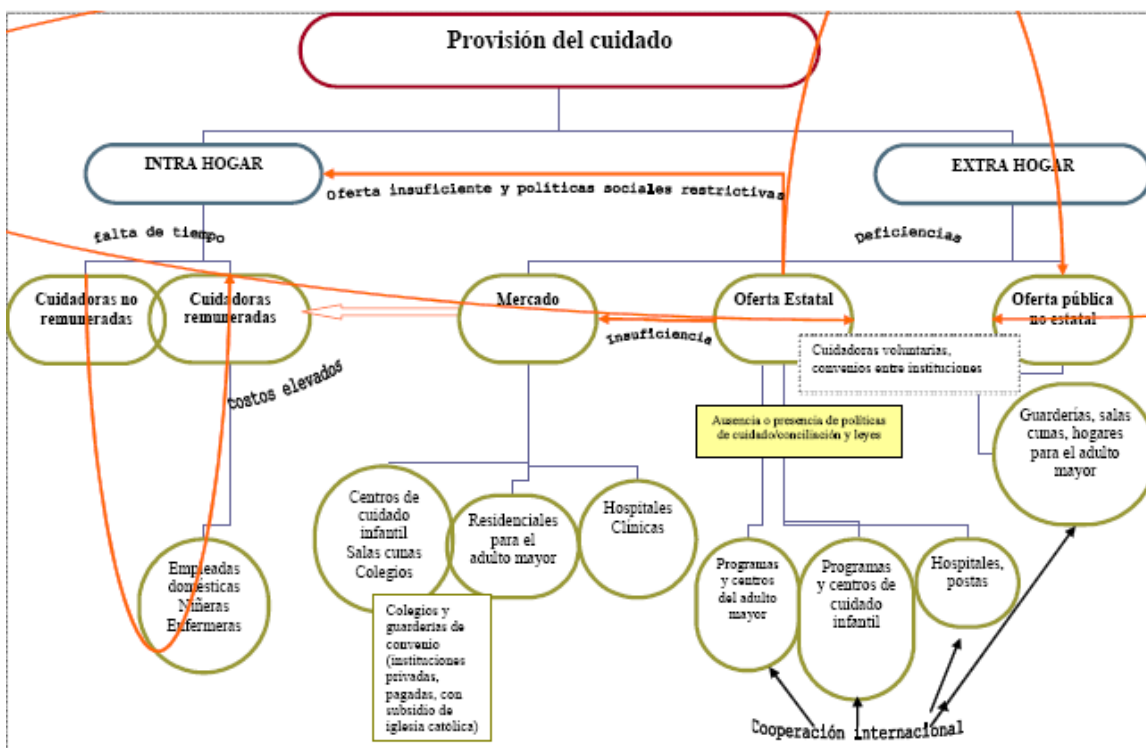 Provisión del cuidado
INTRA HOGAR
EXTRA HOGAR
Oferta insuficiente y políticas sociales restrictivas
falta de tiempo
Deficiencias
Cuidadoras no
remuneradas
Cuidadoras
remuneradas
Mercado
Oferta Estatal
Oferta pública
no estatal
Insuficiencia
Cuidadoras voluntarias,
convenios entre instituciones
Costos elevados
Ausencia o presencia de políticas
de cuidado/conciliación y leyes
Guarderías, salas
cunas, hogares
para el adulto
mayor
Centros de
cuidado
infantil
Salas cunas
Colegios
Residenciales
para el
adulto mayor
Hospitales
Clínicas
Empleadas
domésticas
Niñeras
Enfermeras
Programas
y centros
del adulto
mayor
Programas
y centros de
cuidado
infantil
Hospitales,
postas
Colegios y
guarderías de
convenio
(instituciones
privadas,
pagadas, con
subsidio de
iglesia católica)
Cooperación internacional